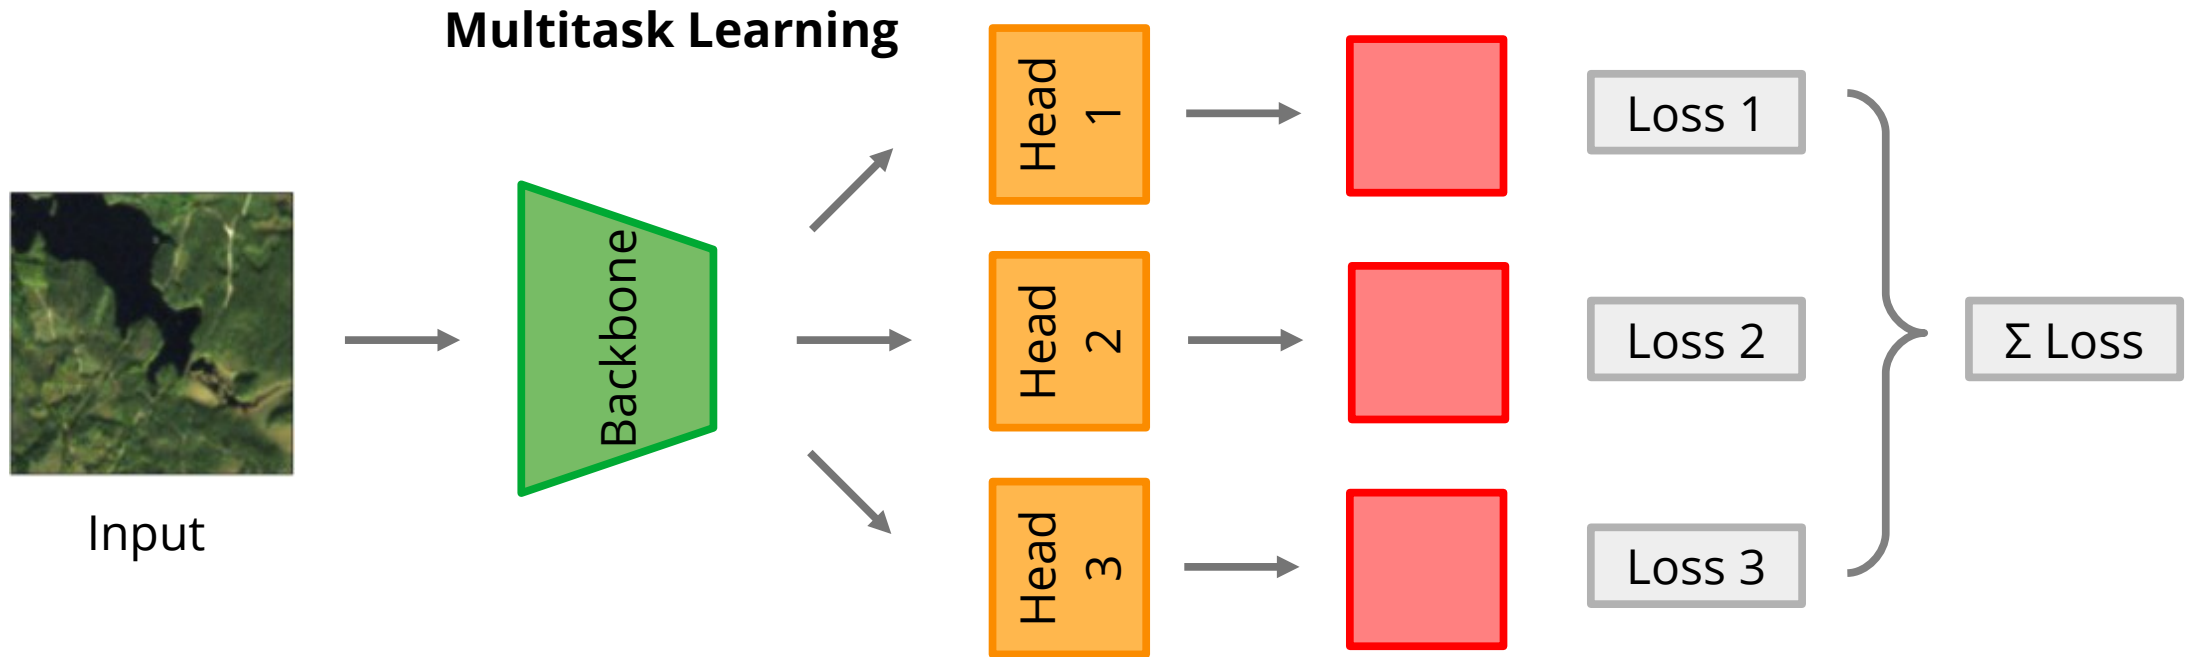 Multitask Learning
Input
Backbone
Head
1
Head
2
Head
3
Loss 1
Loss 2
Loss 3
Σ Loss